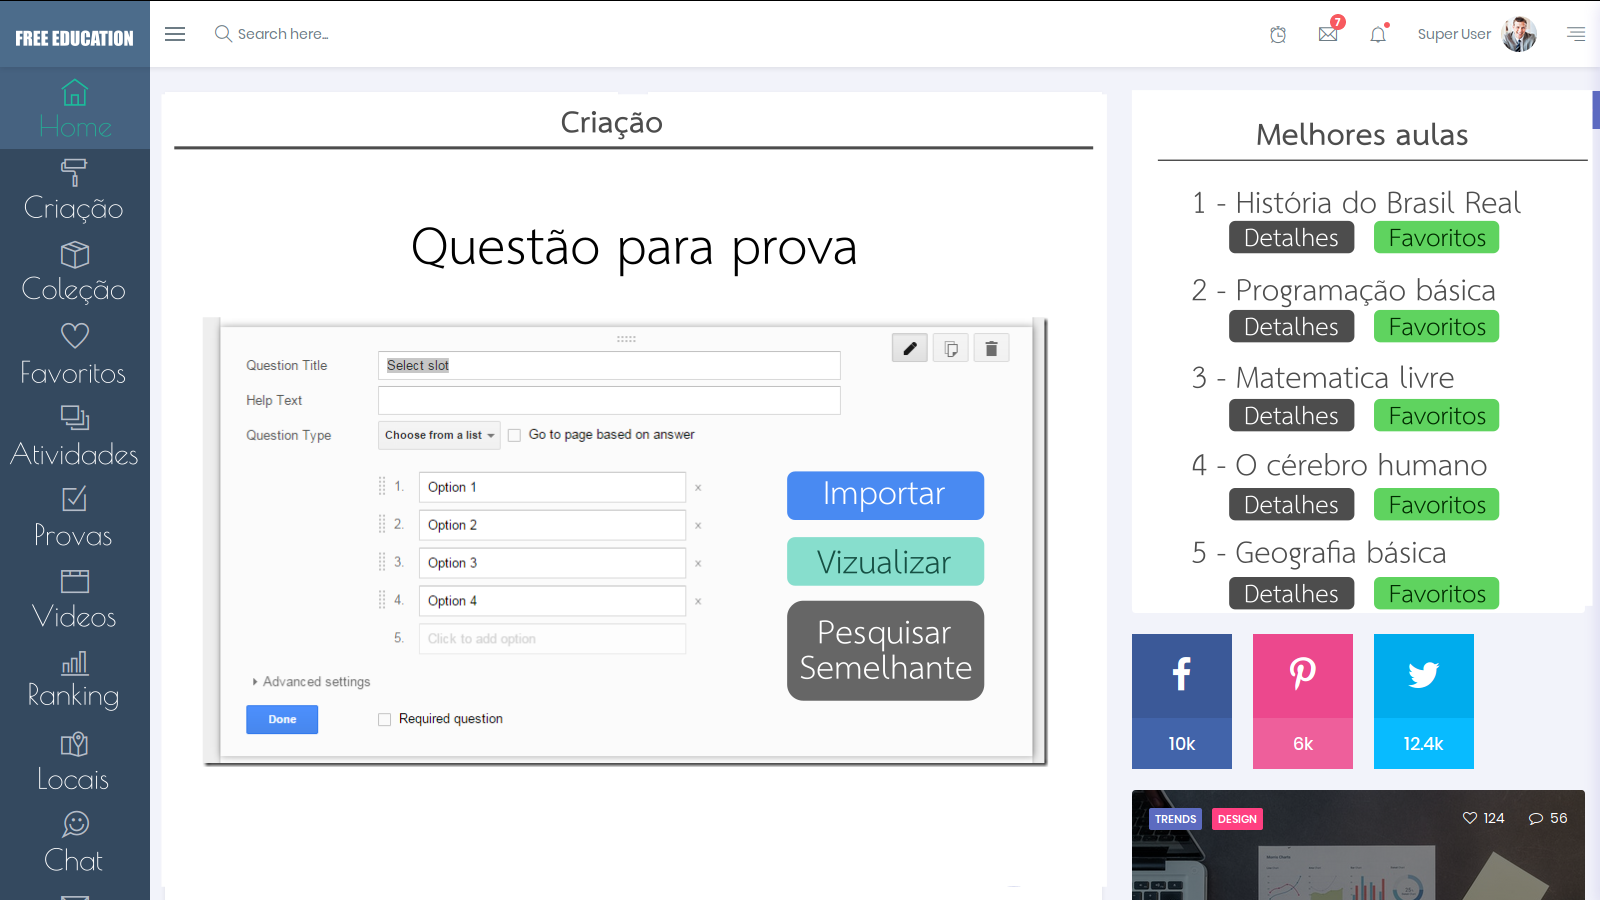 FREE EDUCATION
Search here...
7
Super User
Home
Criação
Coleção
Favoritos
Atividades
Provas
Videos
Ranking
Locais
Chat
Criação
Questão para prova
Question Title
Select slot
Help Text
Question Type
Choose from a list
Go to page based on answer
1.
Option 1
×
2.
Option 2
×
3.
Option 3
×
4.
Option 4
×
5.
Click to add option
Importar
Vizualizar
Pesquisar
Semelhante
Advanced settings
Done
Required question
Melhores aulas
1 - História do Brasil Real
Detalhes Favoritos
2 - Programação básica
Detalhes Favoritos
3 - Matematica livre
Detalhes Favoritos
4 - O cérebro humano
Detalhes Favoritos
5 - Geografia básica
Detalhes Favoritos
10k
6k
12.4k
TRENDS DESIGN 124 56